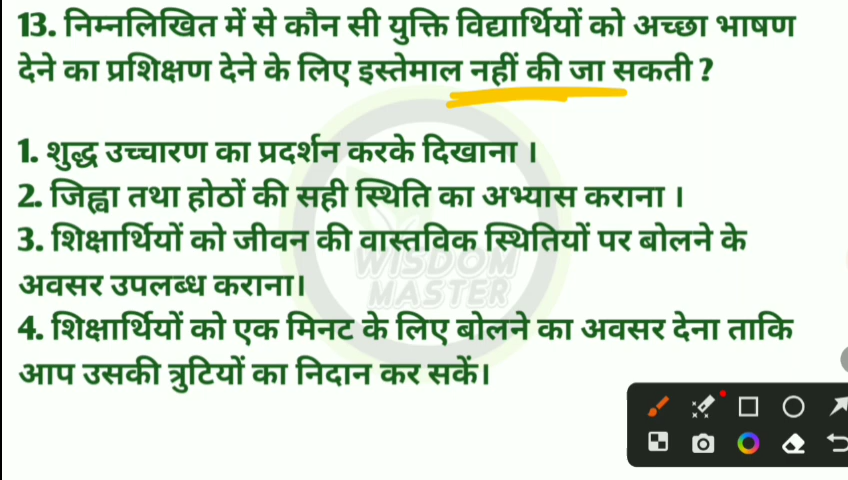 13. निम्नलिखित में से कौन सी युक्ति विद्यार्थियों को अच्छा भाषण
देने का प्रशिक्षण देने के लिए इस्तेमाल नहीं की जा सकती ?
1. शुद्ध उच्चारण का प्रदर्शन करके दिखाना ।
2. जिह्वा तथा होठों की सही स्थिति का अभ्यास कराना ।
3. शिक्षार्थियों को जीवन की वास्तविक स्थितियों पर बोलने के
अवसर उपलब्ध कराना।
WISDOM
MASTER
4. शिक्षार्थियों को एक मिनट के लिए बोलने का अवसर देना ताकि
आप उसकी त्रुटियों का निदान कर सकें।